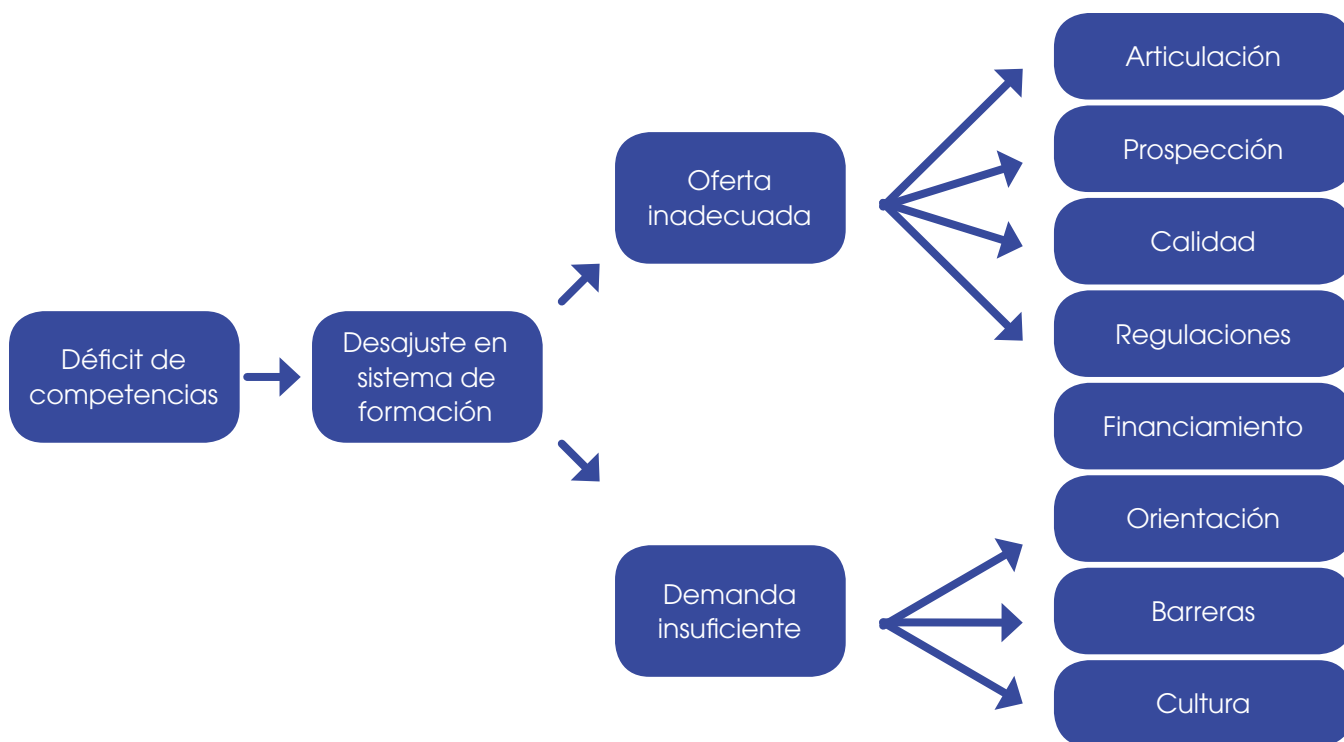 Déficit de
competencias
Desajuste en
sistema de
formación
Oferta
inadecuada
Demanda
insuficiente
Articulación
Prospección
Calidad
Regulaciones
Financiamiento
Orientación
Barreras
Cultura